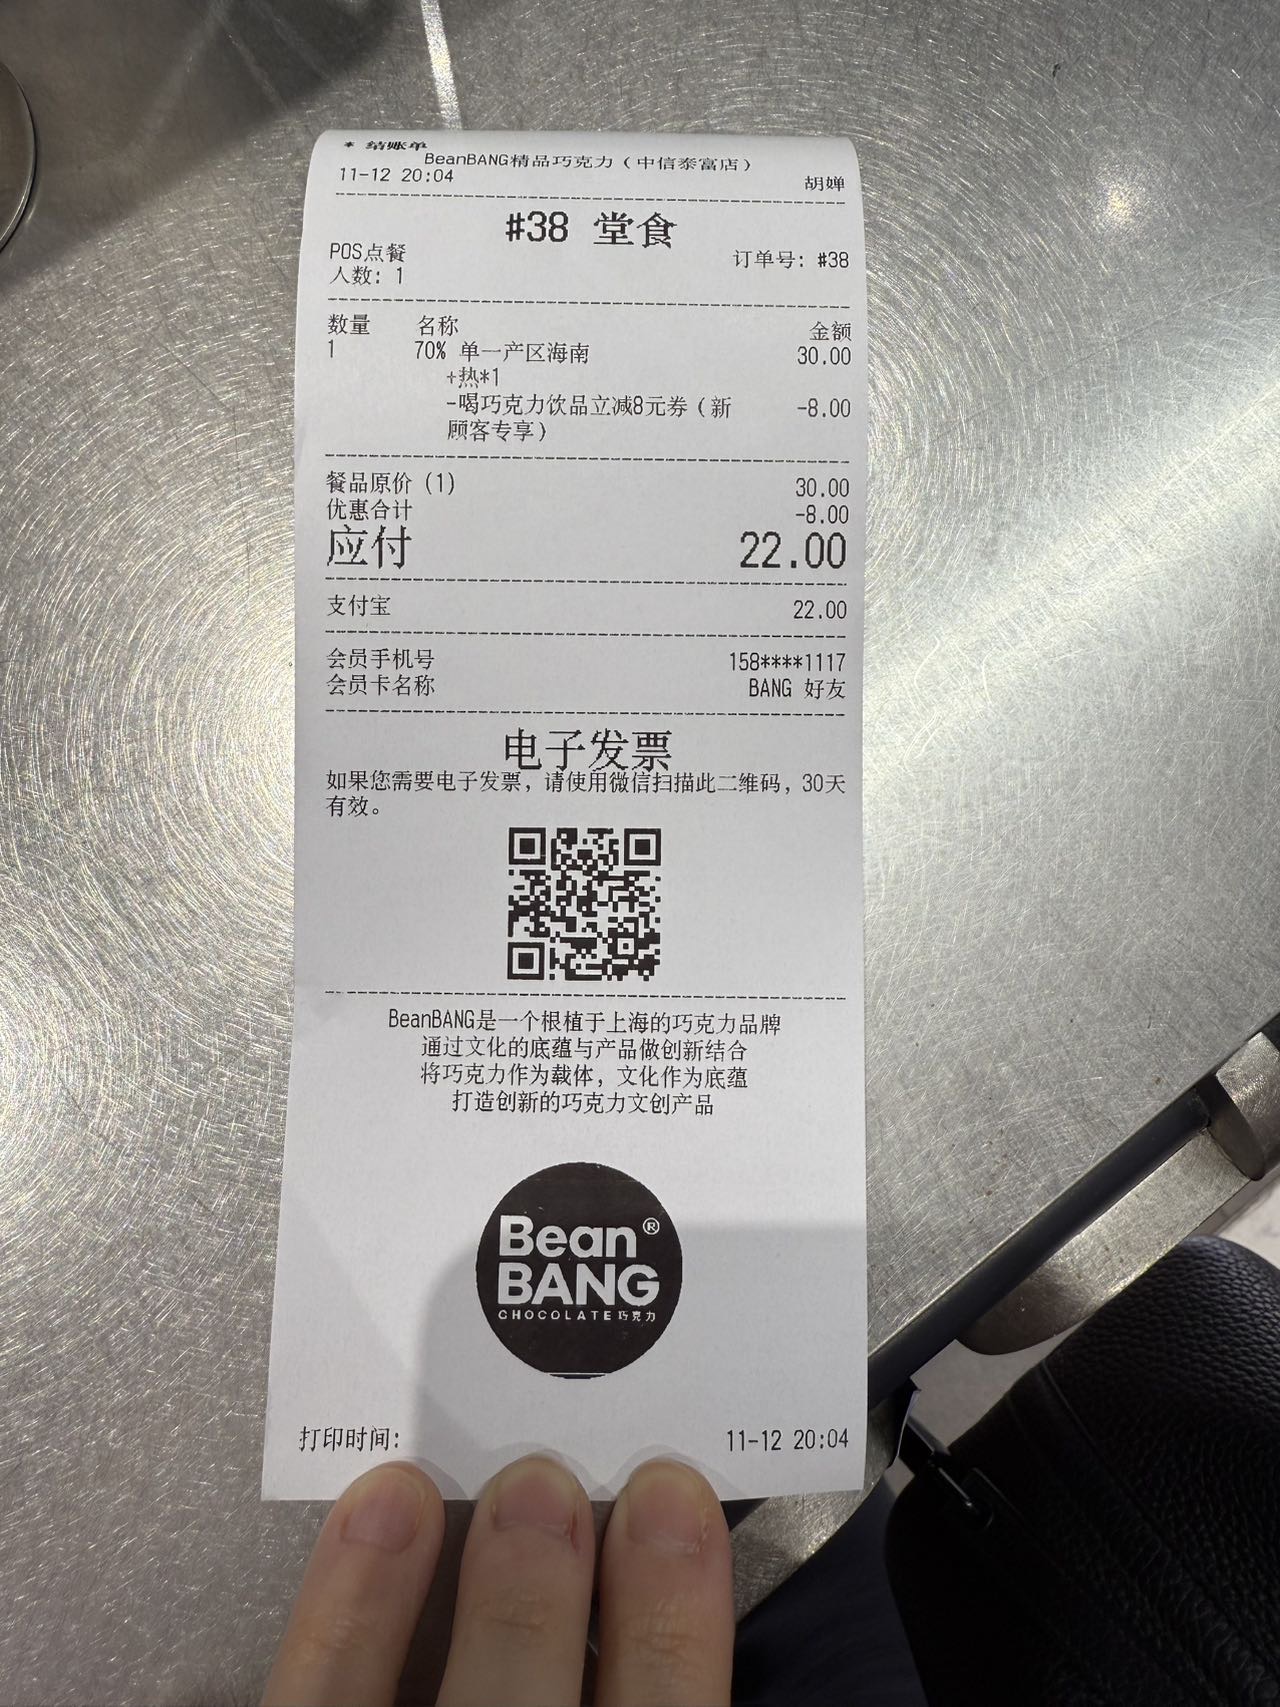 * 结账单
BeanBANG精品巧克力（中信泰富店）
11-12 20:04 胡婵
#38 堂食
POS点餐 订单号: #38
人数: 1
数量 名称 金额
1 70% 单一产区海南 30.00
+热*1
-喝巧克力饮品立减8元券（新 -8.00
顾客专享）
餐品原价 (1) 30.00
优惠合计 -8.00
应付 22.00
支付宝 22.00
会员手机号 158****1117
会员卡名称 BANG 好友
电子发票
如果您需要电子发票，请使用微信扫描此二维码，30天
有效。
BeanBANG是一个根植于上海的巧克力品牌
通过文化的底蕴与产品做创新结合
将巧克力作为载体，文化作为底蕴
打造创新的巧克力文创产品
Bean®
BANG
CHOCOLATE 巧克力
打印时间: 11-12 20:04